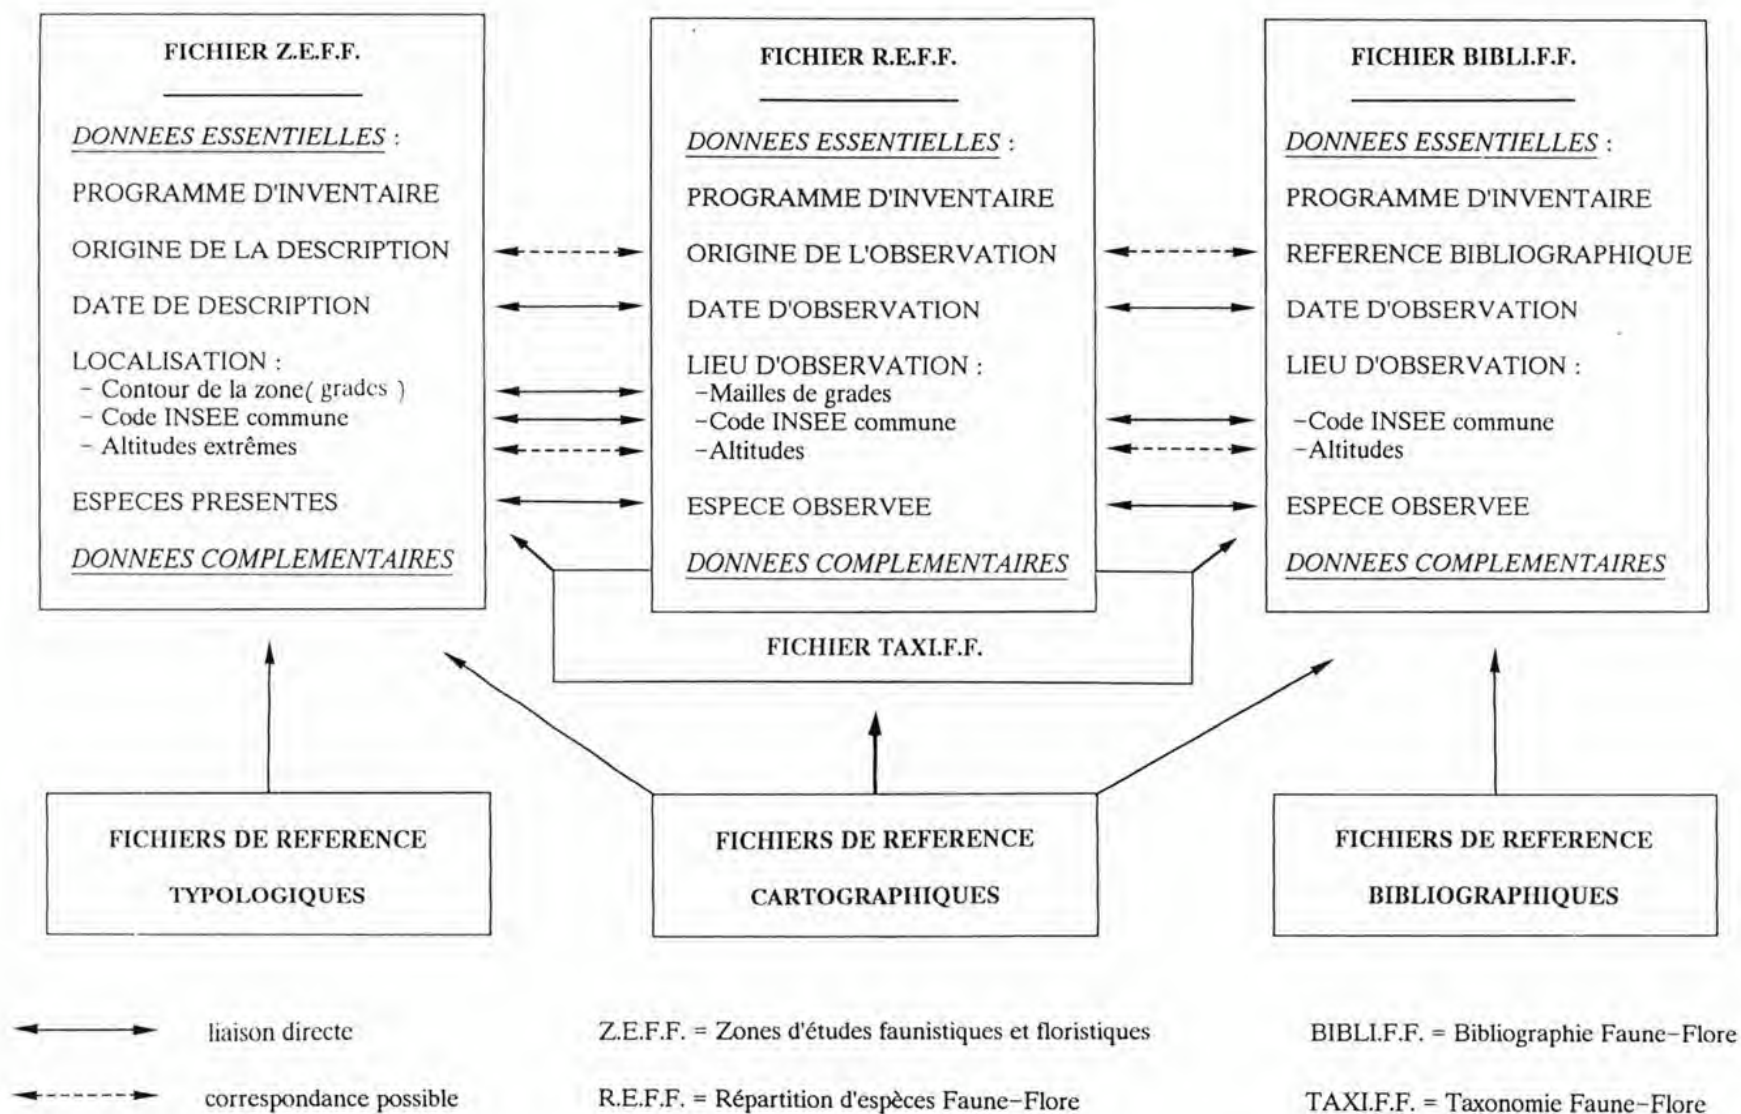 FICHIER Z.E.F.F.
DONNEES ESSENTIELLES :
PROGRAMME D'INVENTAIRE
ORIGINE DE LA DESCRIPTION
DATE DE DESCRIPTION
LOCALISATION :
- Contour de la zone( grades )
- Code INSEE commune
- Altitudes extrêmes
ESPECES PRESENTES
DONNEES COMPLEMENTAIRES
FICHIER R.E.F.F.
DONNEES ESSENTIELLES :
PROGRAMME D'INVENTAIRE
ORIGINE DE L'OBSERVATION
DATE D'OBSERVATION
LIEU D'OBSERVATION :
-Mailles de grades
-Code INSEE commune
-Altitudes
ESPECE OBSERVEE
DONNEES COMPLEMENTAIRES
FICHIER BIBLI.F.F.
DONNEES ESSENTIELLES :
PROGRAMME D'INVENTAIRE
REFERENCE BIBLIOGRAPHIQUE
DATE D'OBSERVATION
LIEU D'OBSERVATION :
-Code INSEE commune
-Altitudes
ESPECE OBSERVEE
DONNEES COMPLEMENTAIRES
FICHIER TAXI.F.F.
FICHIERS DE REFERENCE
TYPOLOGIQUES
FICHIERS DE REFERENCE
CARTOGRAPHIQUES
FICHIERS DE REFERENCE
BIBLIOGRAPHIQUES
liaison directe
correspondance possible
Z.E.F.F. = Zones d'études faunistiques et floristiques
R.E.F.F. = Répartition d'espèces Faune-Flore
BIBLI.F.F. = Bibliographie Faune-Flore
TAXI.F.F. = Taxonomie Faune-Flore